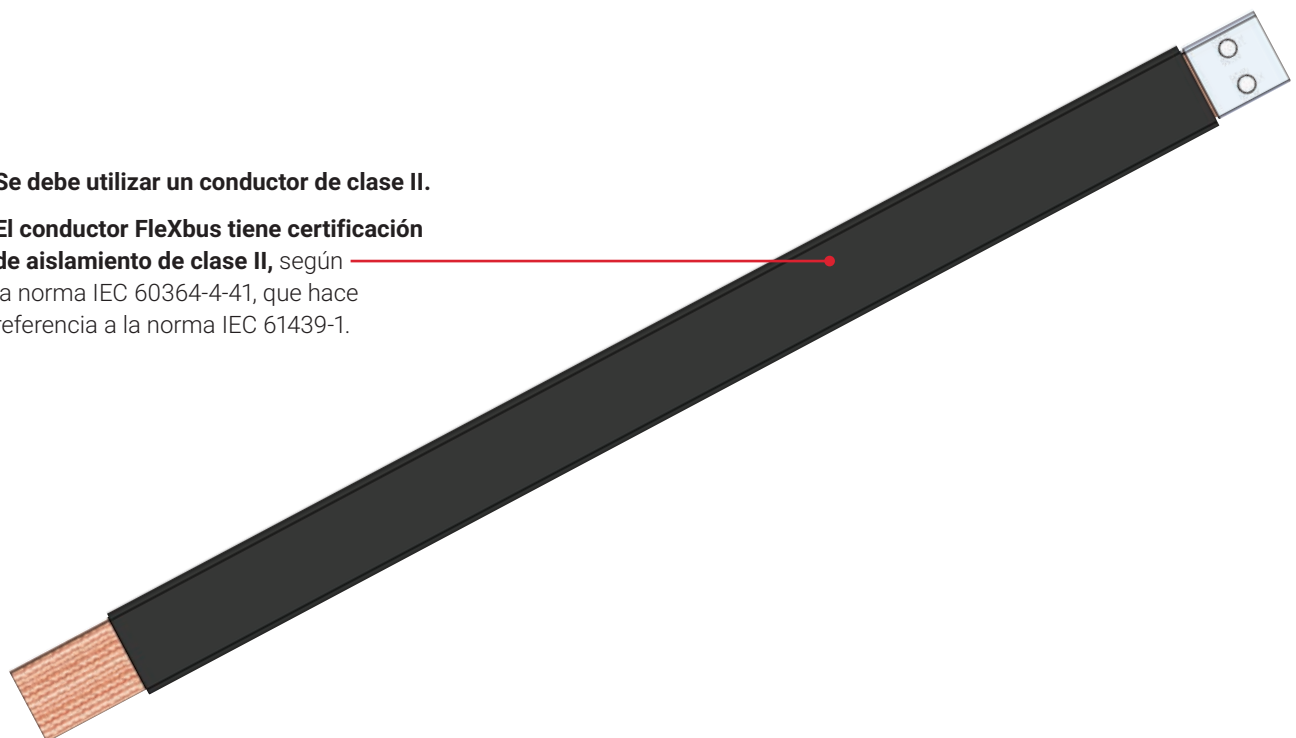 Se debe utilizar un conductor de clase II.
El conductor FleXbus tiene certificación
de aislamiento de clase II, según
la norma IEC 60364-4-41, que hace
referencia a la norma IEC 61439-1.